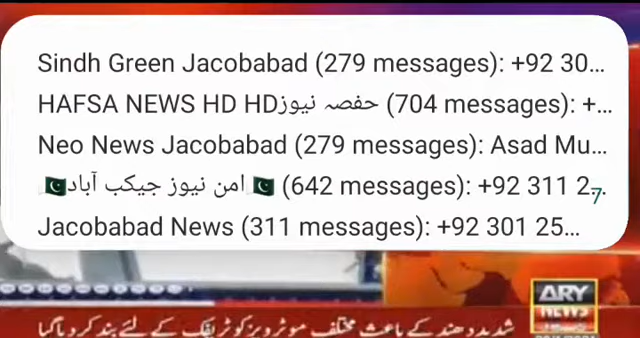 Sindh Green Jacobabad (279 messages): +92 30...
HAFSA NEWS HD HDحفصہ نیوز (704 messages): +...
Neo News Jacobabad (279 messages): Asad Mu...
🇵🇰امن نیوز جیکب آباد🇵🇰 (642 messages): +92 311 2...
7
Jacobabad News (311 messages): +92 301 25...
ARY
NEWS
شدید دھند کے باعث مختلف موٹرویز کو ٹریفک کے لئے بند کر دیا گیا